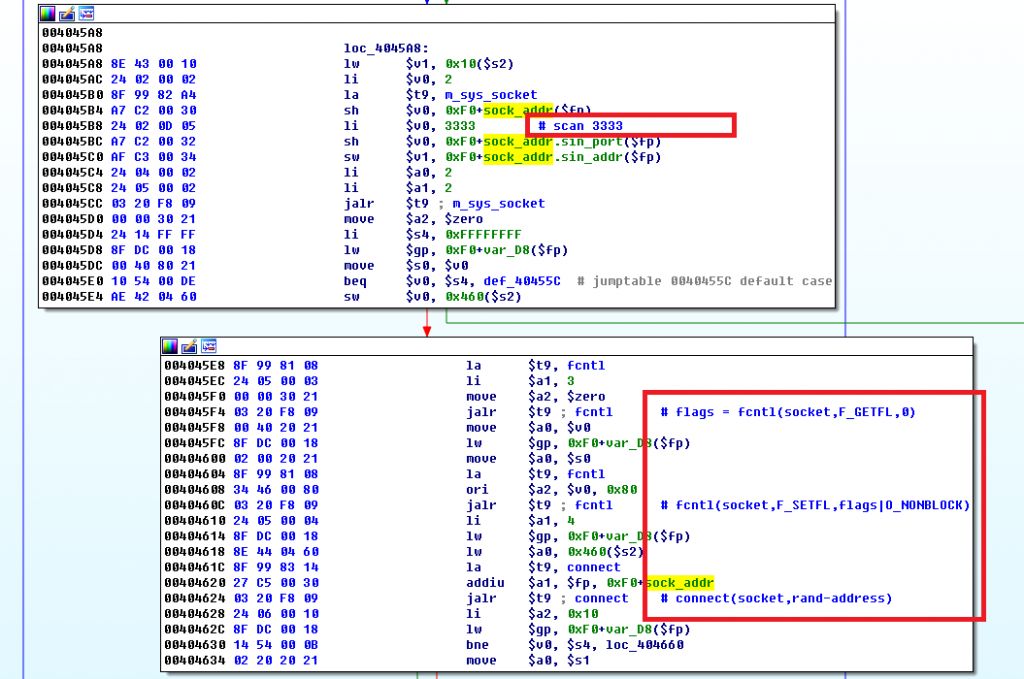 004045A8
004045A8 loc_4045A8:
004045A8 8E 43 00 10 lw $v1, 0x10($s2)
004045AC 24 02 00 02 li $v0, 2
004045B0 8F 99 82 A4 la $t9, m_sys_socket
004045B4 A7 C2 00 30 sh $v0, 0xF0+sock_addr($fp)
004045B8 24 02 0D 05 li $v0, 3333 # scan 3333
004045BC A7 C2 00 32 sh $v0, 0xF0+sock_addr.sin_port($fp)
004045C0 AF C3 00 34 sw $v1, 0xF0+sock_addr.sin_addr($fp)
004045C4 24 04 00 02 li $a0, 2
004045C8 24 05 00 02 li $a1, 2
004045CC 03 20 F8 09 jalr $t9 ; m_sys_socket
004045D0 00 00 30 21 move $a2, $zero
004045D4 24 14 FF FF li $s4, 0xFFFFFFFF
004045D8 8F DC 00 18 lw $gp, 0xF0+var_D8($fp)
004045DC 00 40 80 21 move $s0, $v0
004045E0 10 54 00 DE beq $v0, $s4, def_40455C # jumptable 0040455C default case
004045E4 AE 42 04 60 sw $v0, 0x460($s2)
004045E8 8F 99 81 08 la $t9, fcntl
004045EC 24 05 00 03 li $a1, 3
004045F0 00 00 30 21 move $a2, $zero
004045F4 03 20 F8 09 jalr $t9 ; fcntl # flags = fcntl(socket,F_GETFL,0)
004045F8 00 40 20 21 move $a0, $v0
004045FC 8F DC 00 18 lw $gp, 0xF0+var_D8($fp)
00404600 02 00 20 21 move $a0, $s0
00404604 8F 99 81 08 la $t9, fcntl
00404608 34 46 00 80 ori $a2, $v0, 0x80
0040460C 03 20 F8 09 jalr $t9 ; fcntl # fcntl(socket,F_SETFL,flags|O_NONBLOCK)
00404610 24 05 00 04 li $a1, 4
00404614 8F DC 00 18 lw $gp, 0xF0+var_D8($fp)
00404618 8E 44 04 60 lw $a0, 0x460($s2)
0040461C 8F 99 83 14 la $t9, connect
00404620 27 C5 00 30 addiu $a1, $fp, 0xF0+sock_addr
00404624 03 20 F8 09 jalr $t9 ; connect # connect(socket,rand-address)
00404628 24 06 00 10 li $a2, 0x10
0040462C 8F DC 00 18 lw $gp, 0xF0+var_D8($fp)
00404630 14 54 00 0B bne $v0, $s4, loc_404660
00404634 02 20 20 21 move $a0, $s1